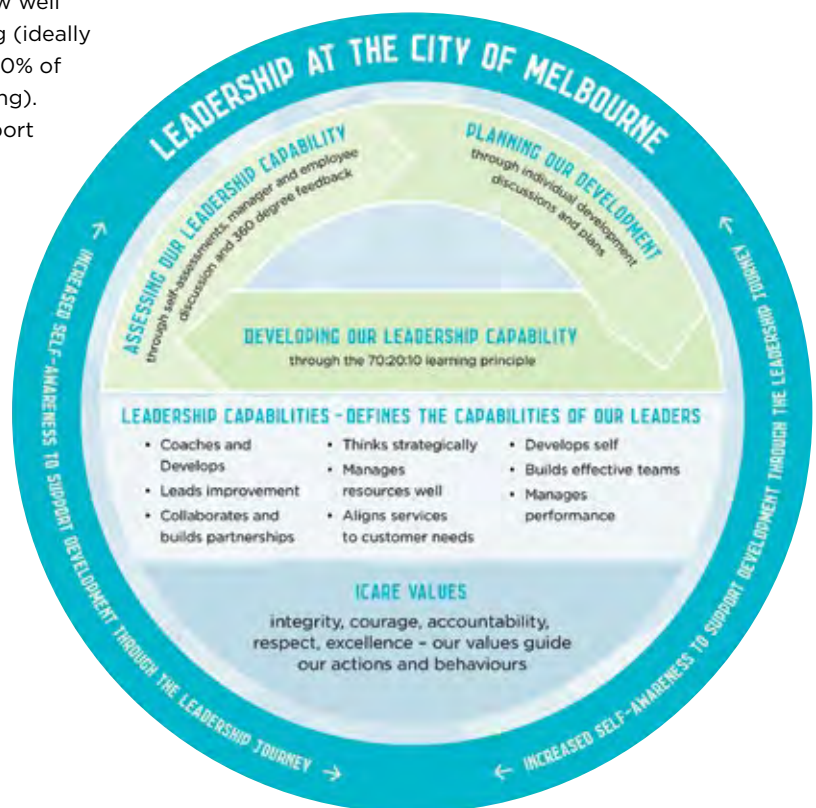 w well
g (ideally
0% of
ng).
port
LEADERSHIP AT THE CITY OF MELBOURNE
ASSESSING OUR LEADERSHIP CAPABILITY
through self-assessments, manager and employee
discussion and 360 degree feedback
PLANNING OUR DEVELOPMENT
through individual development
discussions and plans
DEVELOPING OUR LEADERSHIP CAPABILITY
through the 70:20:10 learning principle
LEADERSHIP CAPABILITIES – DEFINES THE CAPABILITIES OF OUR LEADERS
• Coaches and
Develops
• Leads improvement
• Collaborates and
builds partnerships
• Thinks strategically
• Manages
resources well
• Aligns services
to customer needs
• Develops self
• Builds effective teams
• Manages
performance
ICARE VALUES
integrity, courage, accountability,
respect, excellence – our values guide
our actions and behaviours
→ INCREASED SELF-AWARENESS TO SUPPORT DEVELOPMENT THROUGH THE LEADERSHIP JOURNEY →
← INCREASED SELF-AWARENESS TO SUPPORT DEVELOPMENT THROUGH THE LEADERSHIP JOURNEY ←